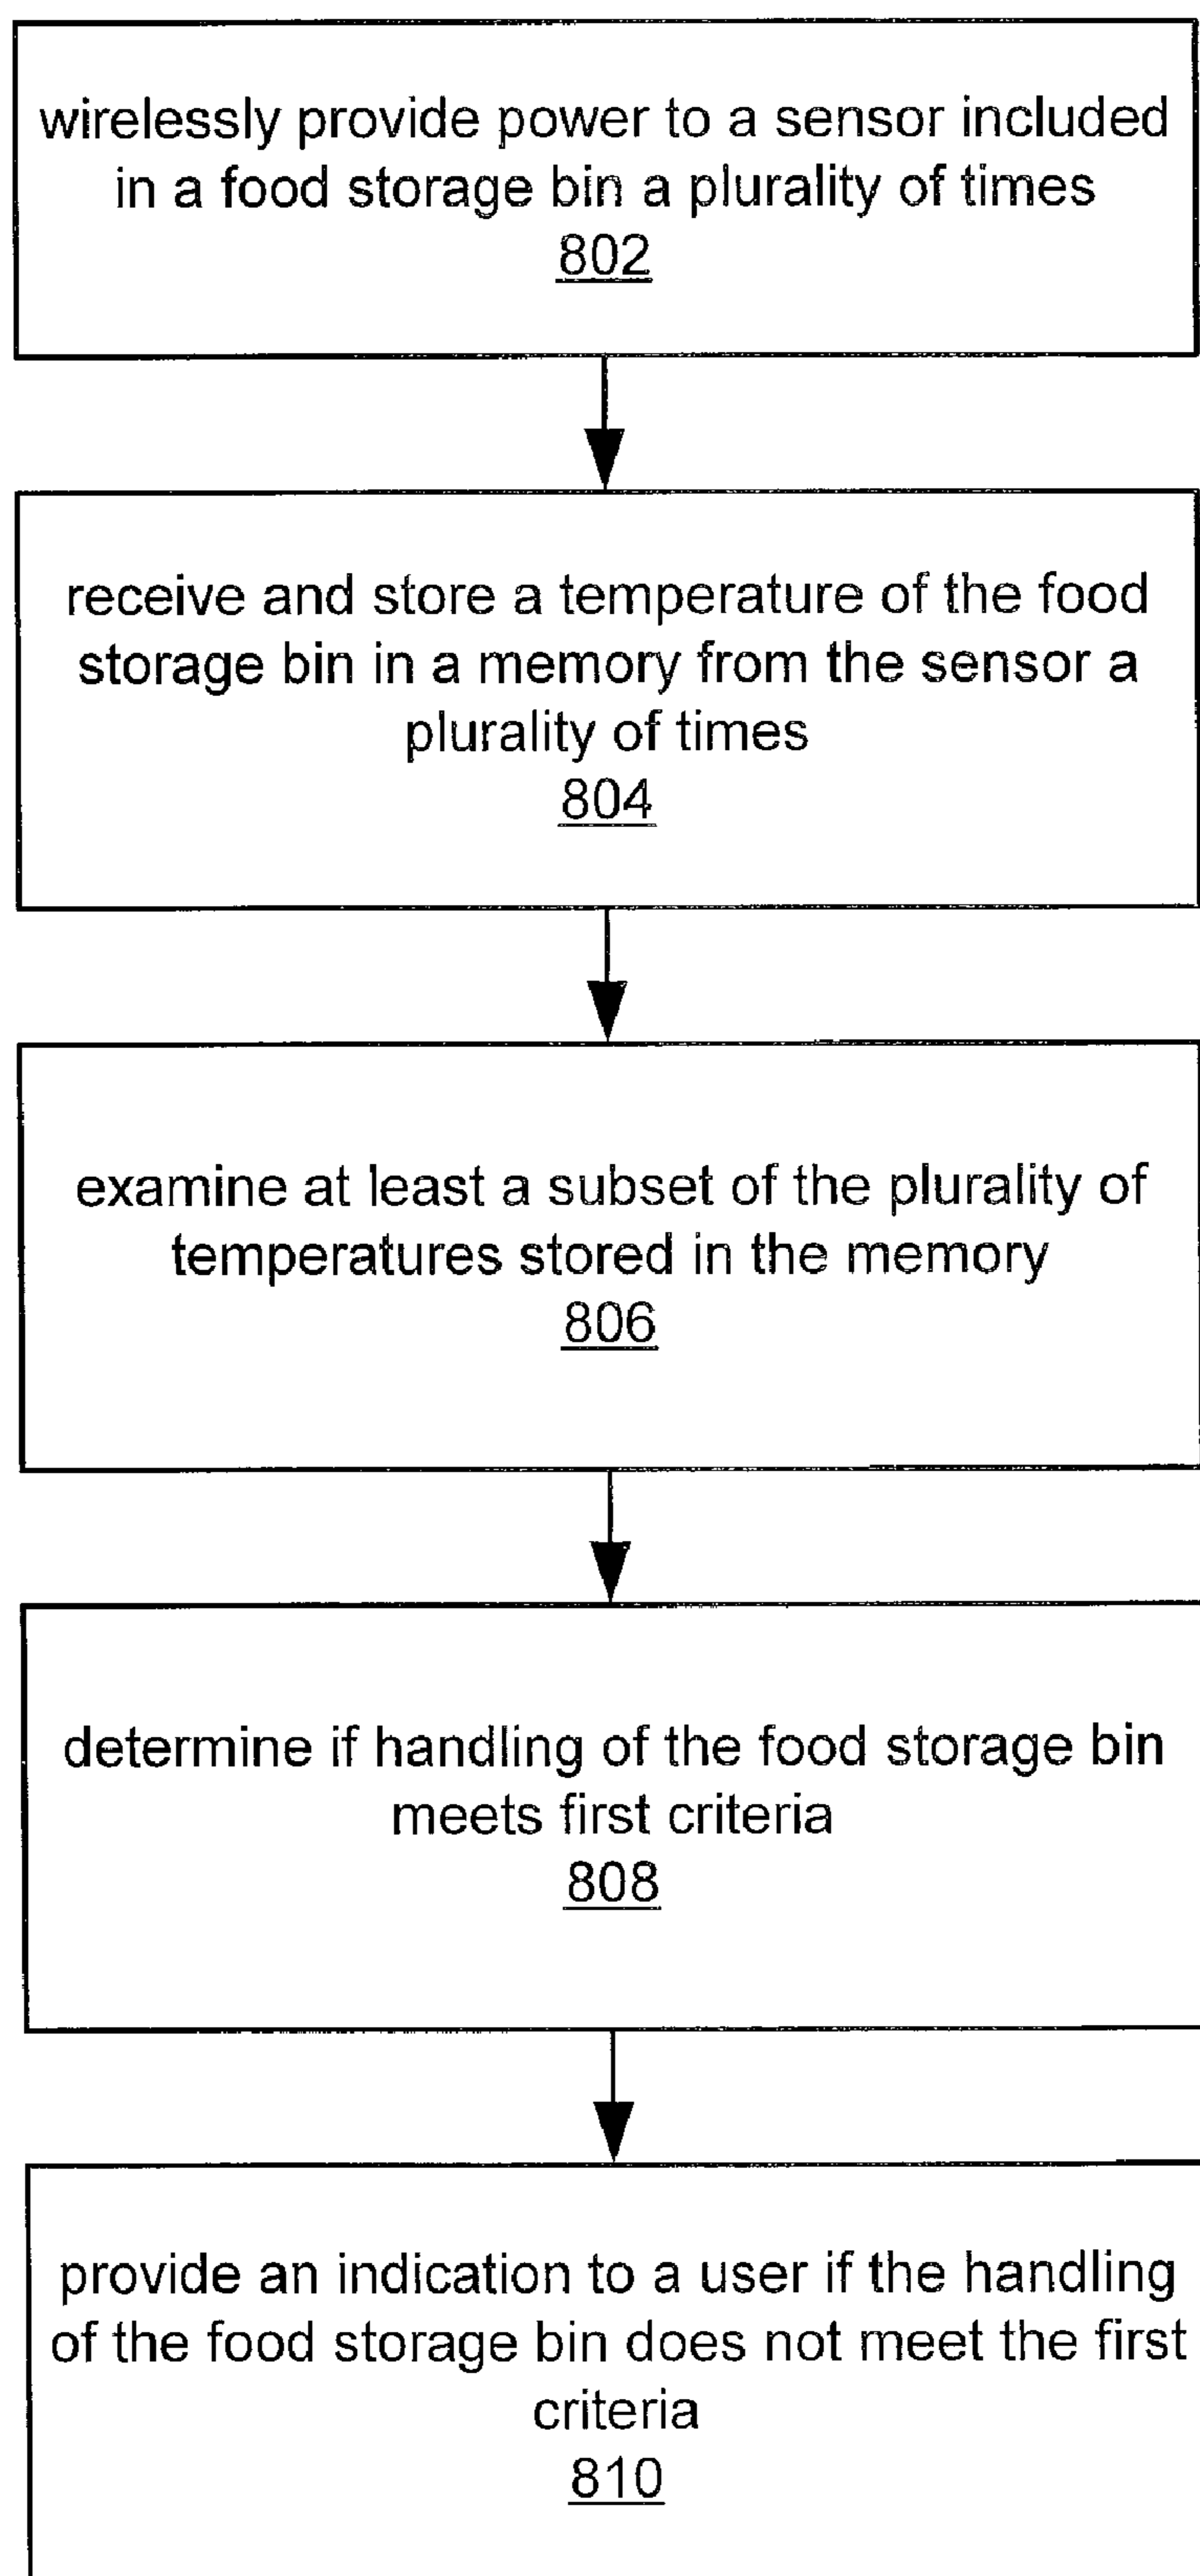 wirelessly provide power to a sensor included
in a food storage bin a plurality of times
802
receive and store a temperature of the food
storage bin in a memory from the sensor a
plurality of times
804
examine at least a subset of the plurality of
temperatures stored in the memory
806
determine if handling of the food storage bin
meets first criteria
808
provide an indication to a user if the handling
of the food storage bin does not meet the first
criteria
810